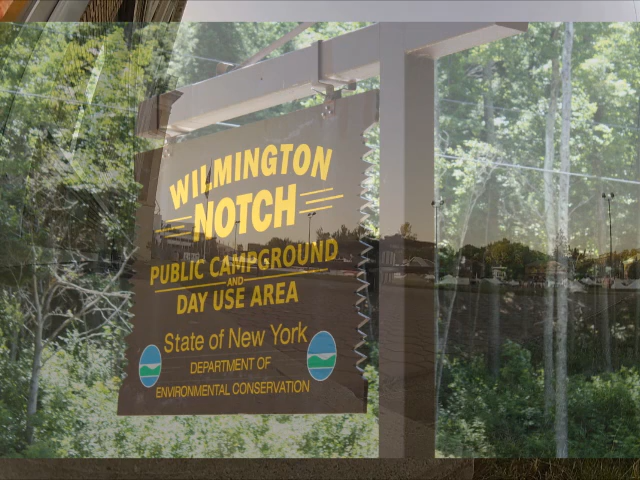 WILMINGTON
NOTCH
PUBLIC CAMPGROUND
AND
DAY USE AREA
State of New York
DEPARTMENT OF
ENVIRONMENTAL CONSERVATION